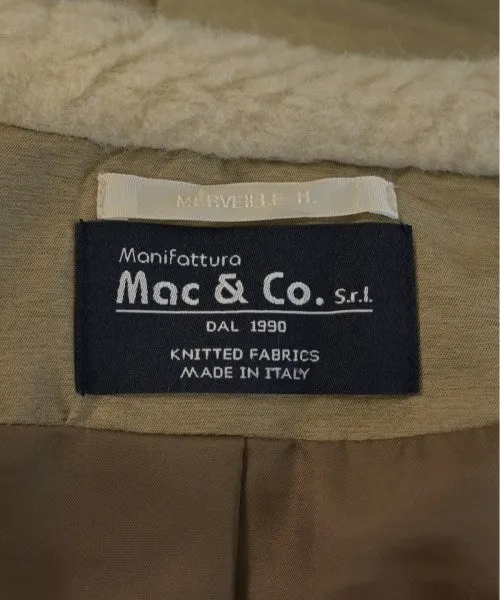 MERVEILLE H.
Manifattura
Mac & Co. S.r.l.
DAL 1990
KNITTED FABRICS
MADE IN ITALY